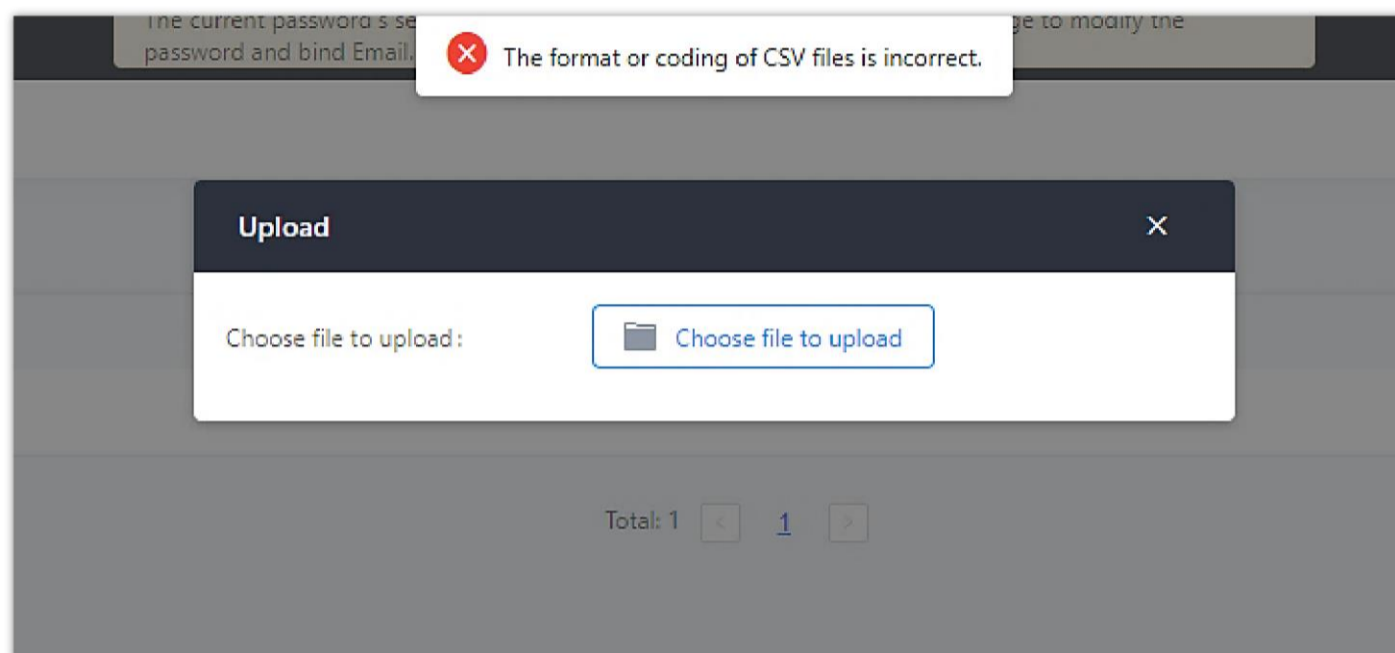 The current password's se
ge to modify the
password and bind Email.
The format or coding of CSV files is incorrect.
Upload
Choose file to upload :
Choose file to upload
Total: 1 < 1 >